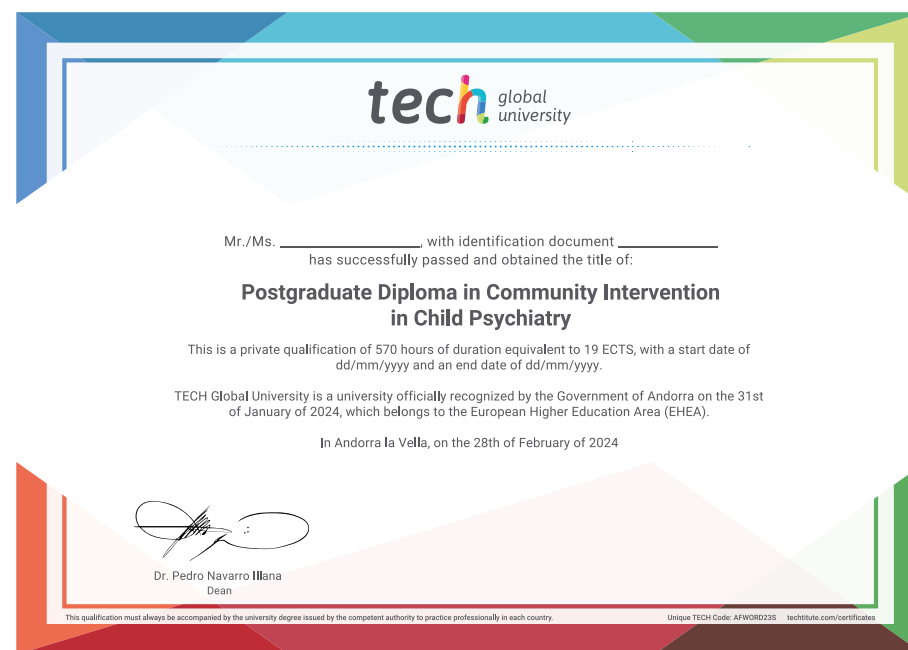 tech global university
Mr./Ms. ____________, with identification document ____________
has successfully passed and obtained the title of:
Postgraduate Diploma in Community Intervention
in Child Psychiatry
This is a private qualification of 570 hours of duration equivalent to 19 ECTS, with a start date of
dd/mm/yyyy and an end date of dd/mm/yyyy.
TECH Global University is a university officially recognized by the Government of Andorra on the 31st
of January of 2024, which belongs to the European Higher Education Area (EHEA).
In Andorra la Vella, on the 28th of February of 2024
Dr. Pedro Navarro Illana
Dean
This qualification must always be accompanied by the university degree issued by the competent authority to practice professionally in each country.
Unique TECH Code: AFWORD23S techtitute.com/certificates